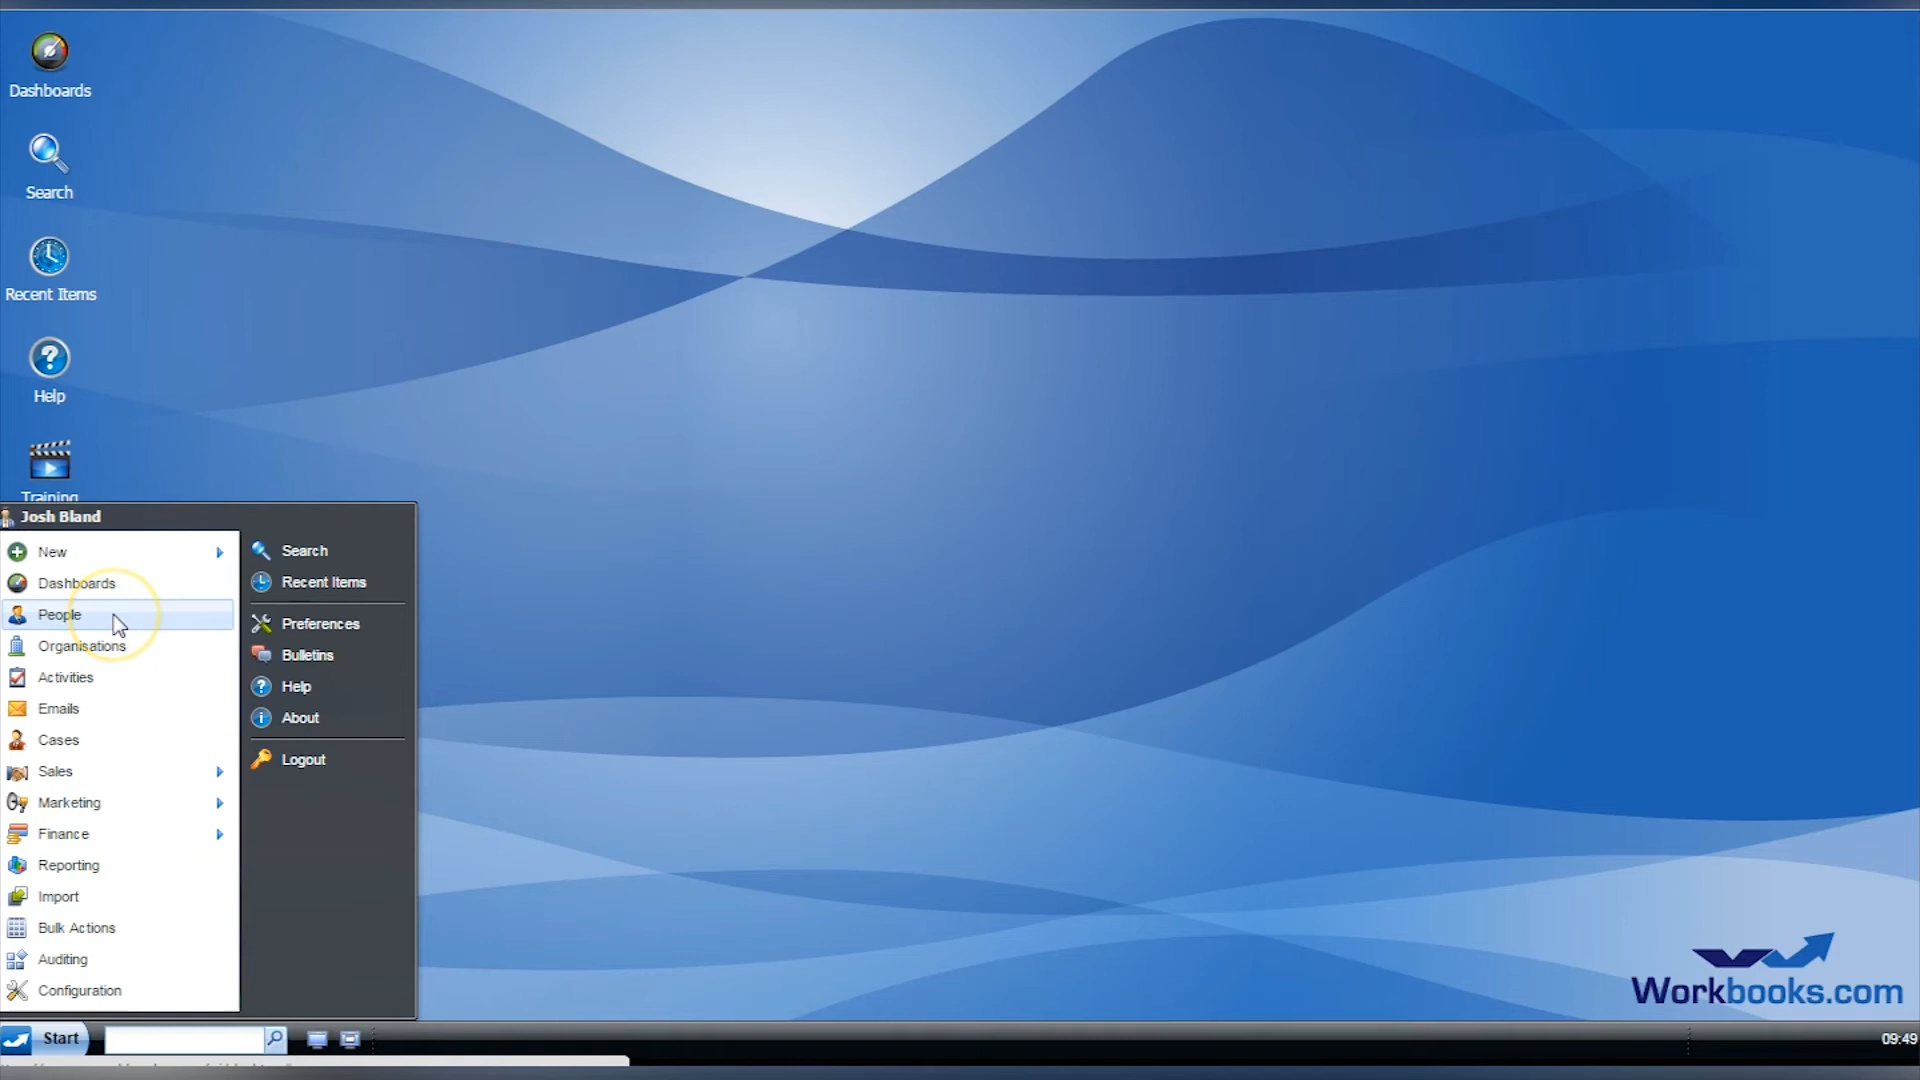 Dashboards
Search
Recent Items
Help
Training
Josh Bland
New
Dashboards
People
Organisations
Activities
Emails
Cases
Sales
Marketing
Finance
Reporting
Import
Bulk Actions
Auditing
Configuration
Search
Recent Items
Preferences
Bulletins
Help
About
Logout
Workbooks.com
Start
09:49